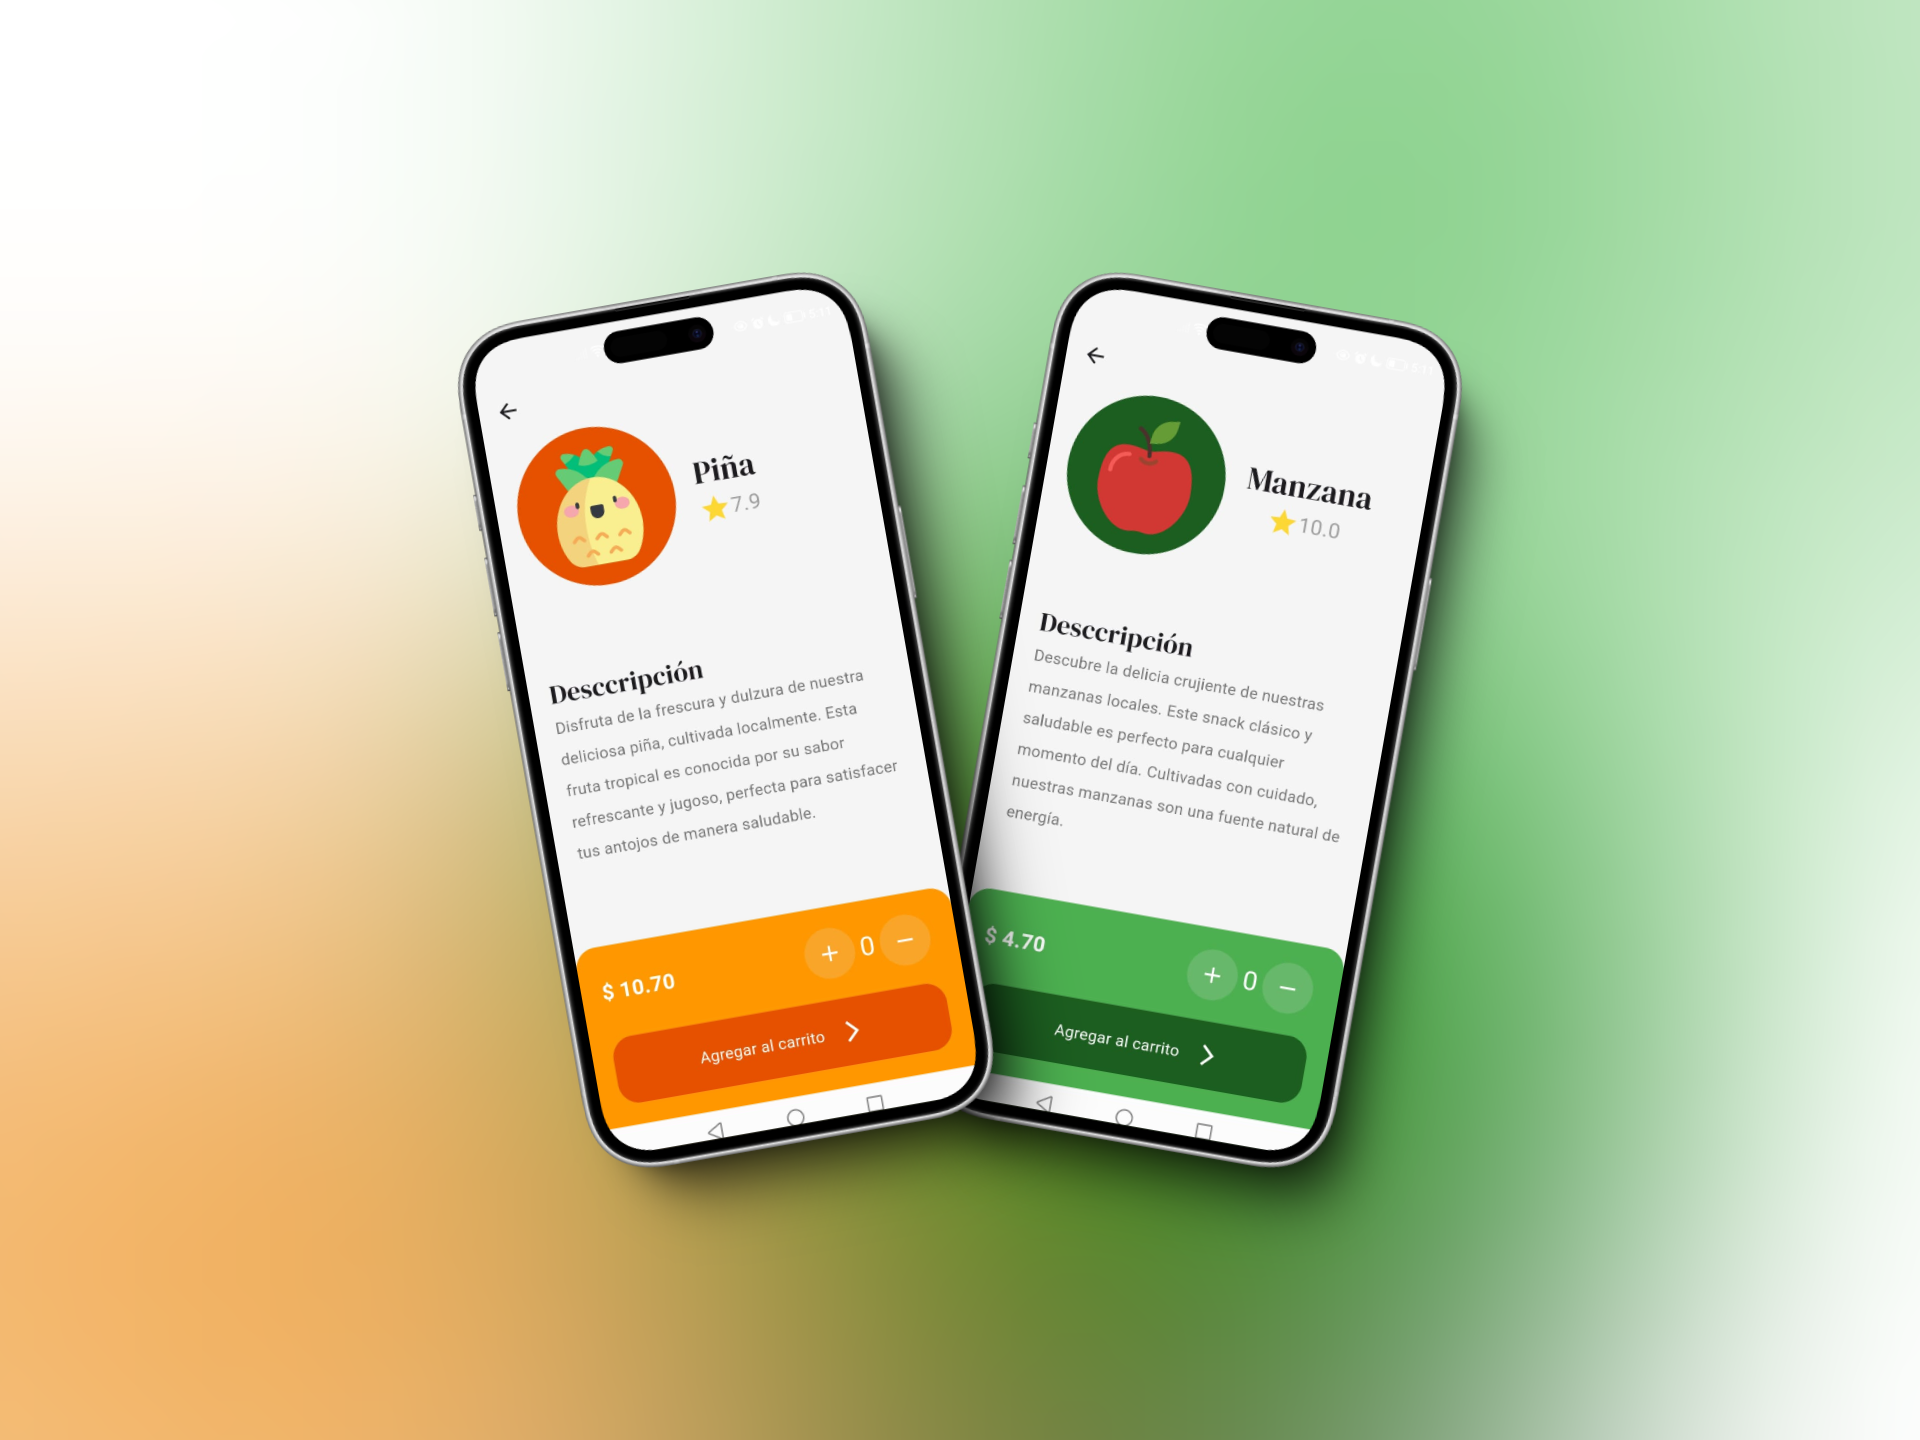 Piña
7.9
Desccripción
Disfruta de la frescura y dulzura de nuestra
deliciosa piña, cultivada localmente. Esta
fruta tropical es conocida por su sabor
refrescante y jugoso, perfecta para satisfacer
tus antojos de manera saludable.
$ 10.70
+ 0 −
Agregar al carrito
Manzana
10.0
Desccripción
Descubre la delicia crujiente de nuestras
manzanas locales. Este snack clásico y
saludable es perfecto para cualquier
momento del día. Cultivadas con cuidado,
nuestras manzanas son una fuente natural de
energía.
$ 4.70
+ 0 −
Agregar al carrito